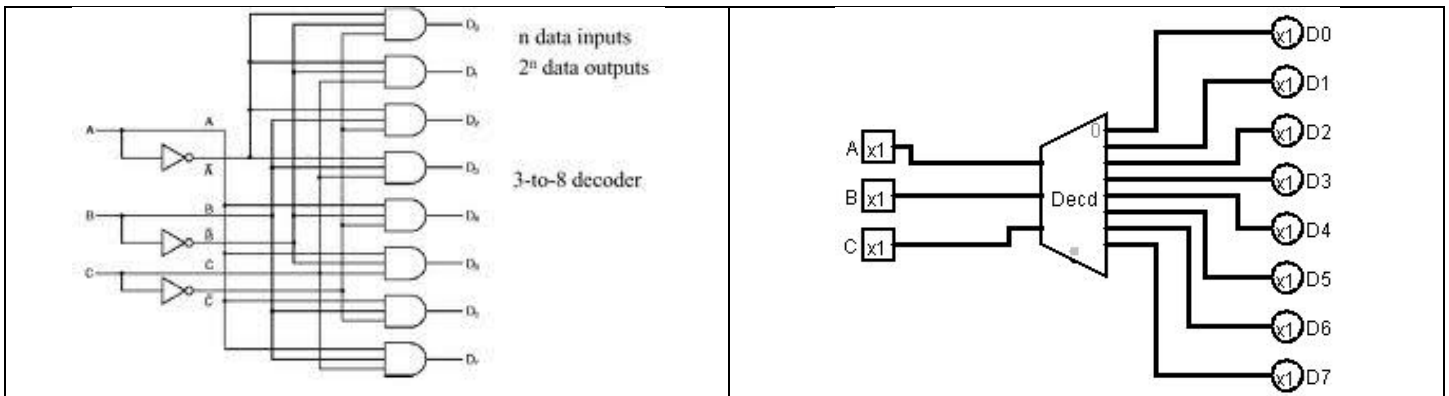 D₀
n data inputs
D₁
2ⁿ data outputs
D₂
A
A
A̅
D₃
3-to-8 decoder
B
B
D₄
B̅
C
C
D₅
C̅
D₆
D₇
x1 D0
x1 D1
0
x1 D2
A x1
x1 D3
B x1
Decd
x1 D4
C x1
x1 D5
x1 D6
x1 D7